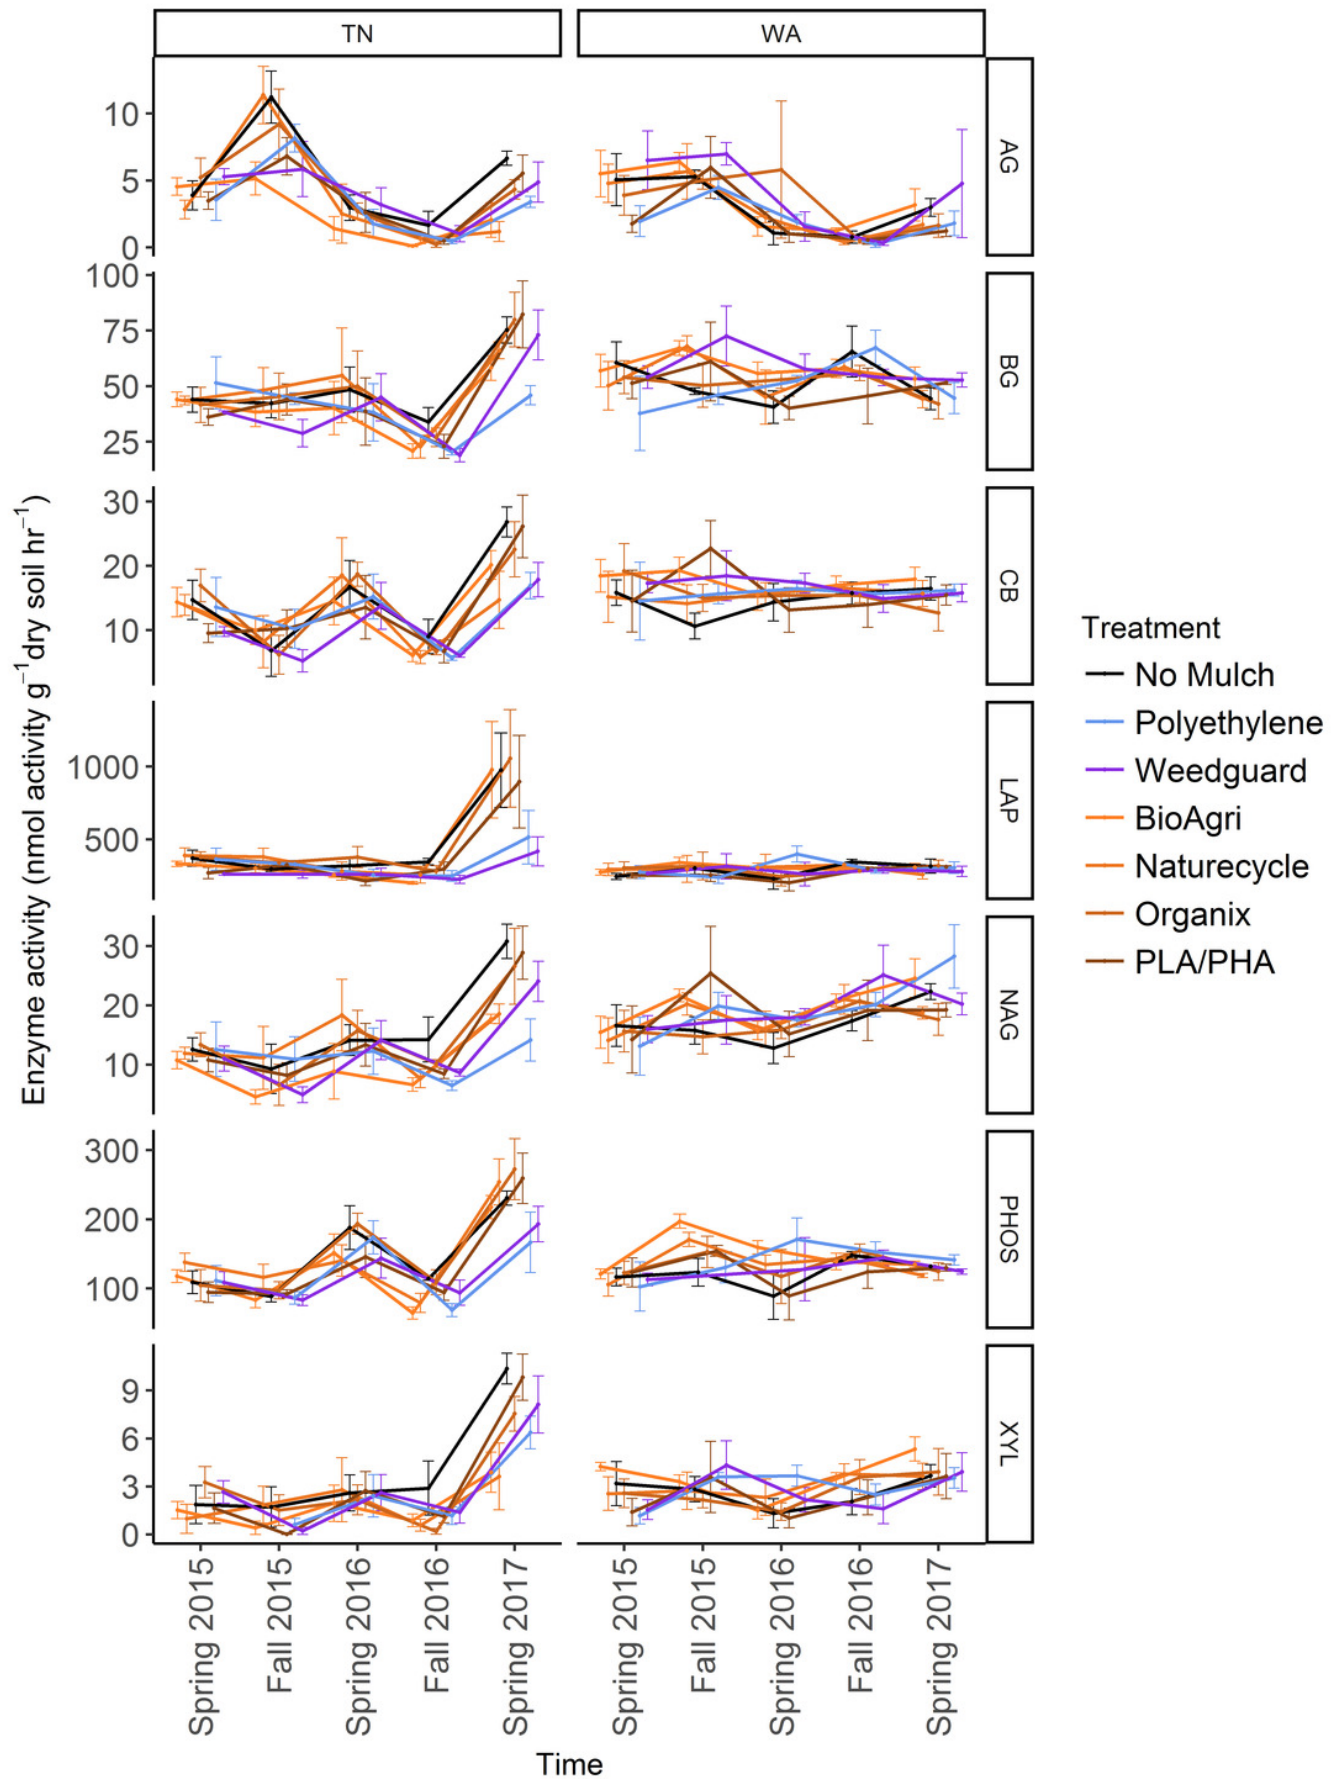 TN
WA
10
5
0
AG
100
75
50
25
BG
30
20
10
CB
1000
500
LAP
30
20
10
NAG
300
200
100
PHOS
9
6
3
0
XYL
Enzyme activity (nmol activity g⁻¹ dry soil hr⁻¹)
Spring 2015
Fall 2015
Spring 2016
Fall 2016
Spring 2017
Spring 2015
Fall 2015
Spring 2016
Fall 2016
Spring 2017
Time
Treatment
No Mulch
Polyethylene
Weedguard
BioAgri
Naturecycle
Organix
PLA/PHA